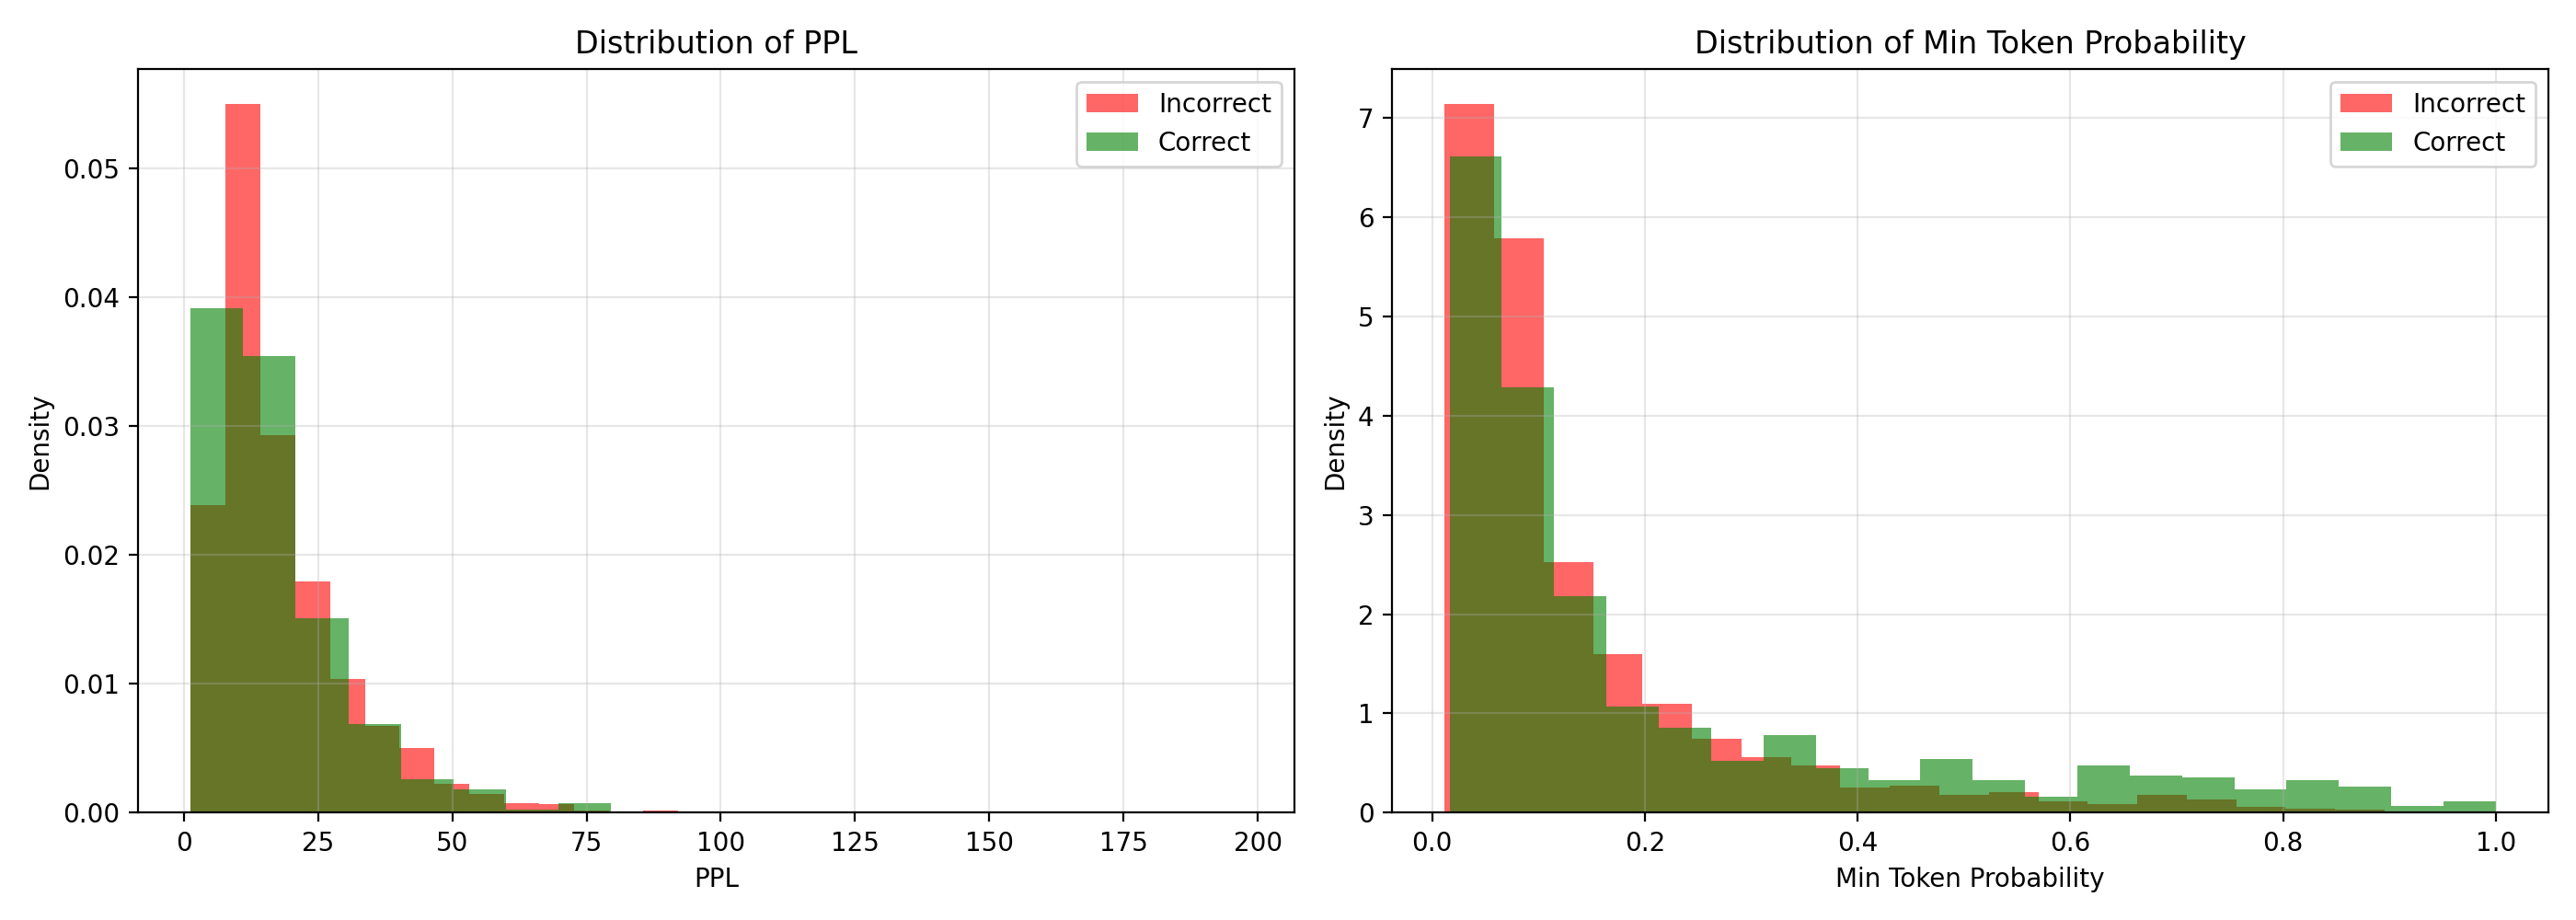 Distribution of PPL
Incorrect
Correct
Density
0.05
0.04
0.03
0.02
0.01
0.00
0 25 50 75 100 125 150 175 200
PPL
Distribution of Min Token Probability
Incorrect
Correct
Density
7
6
5
4
3
2
1
0
0.0 0.2 0.4 0.6 0.8 1.0
Min Token Probability